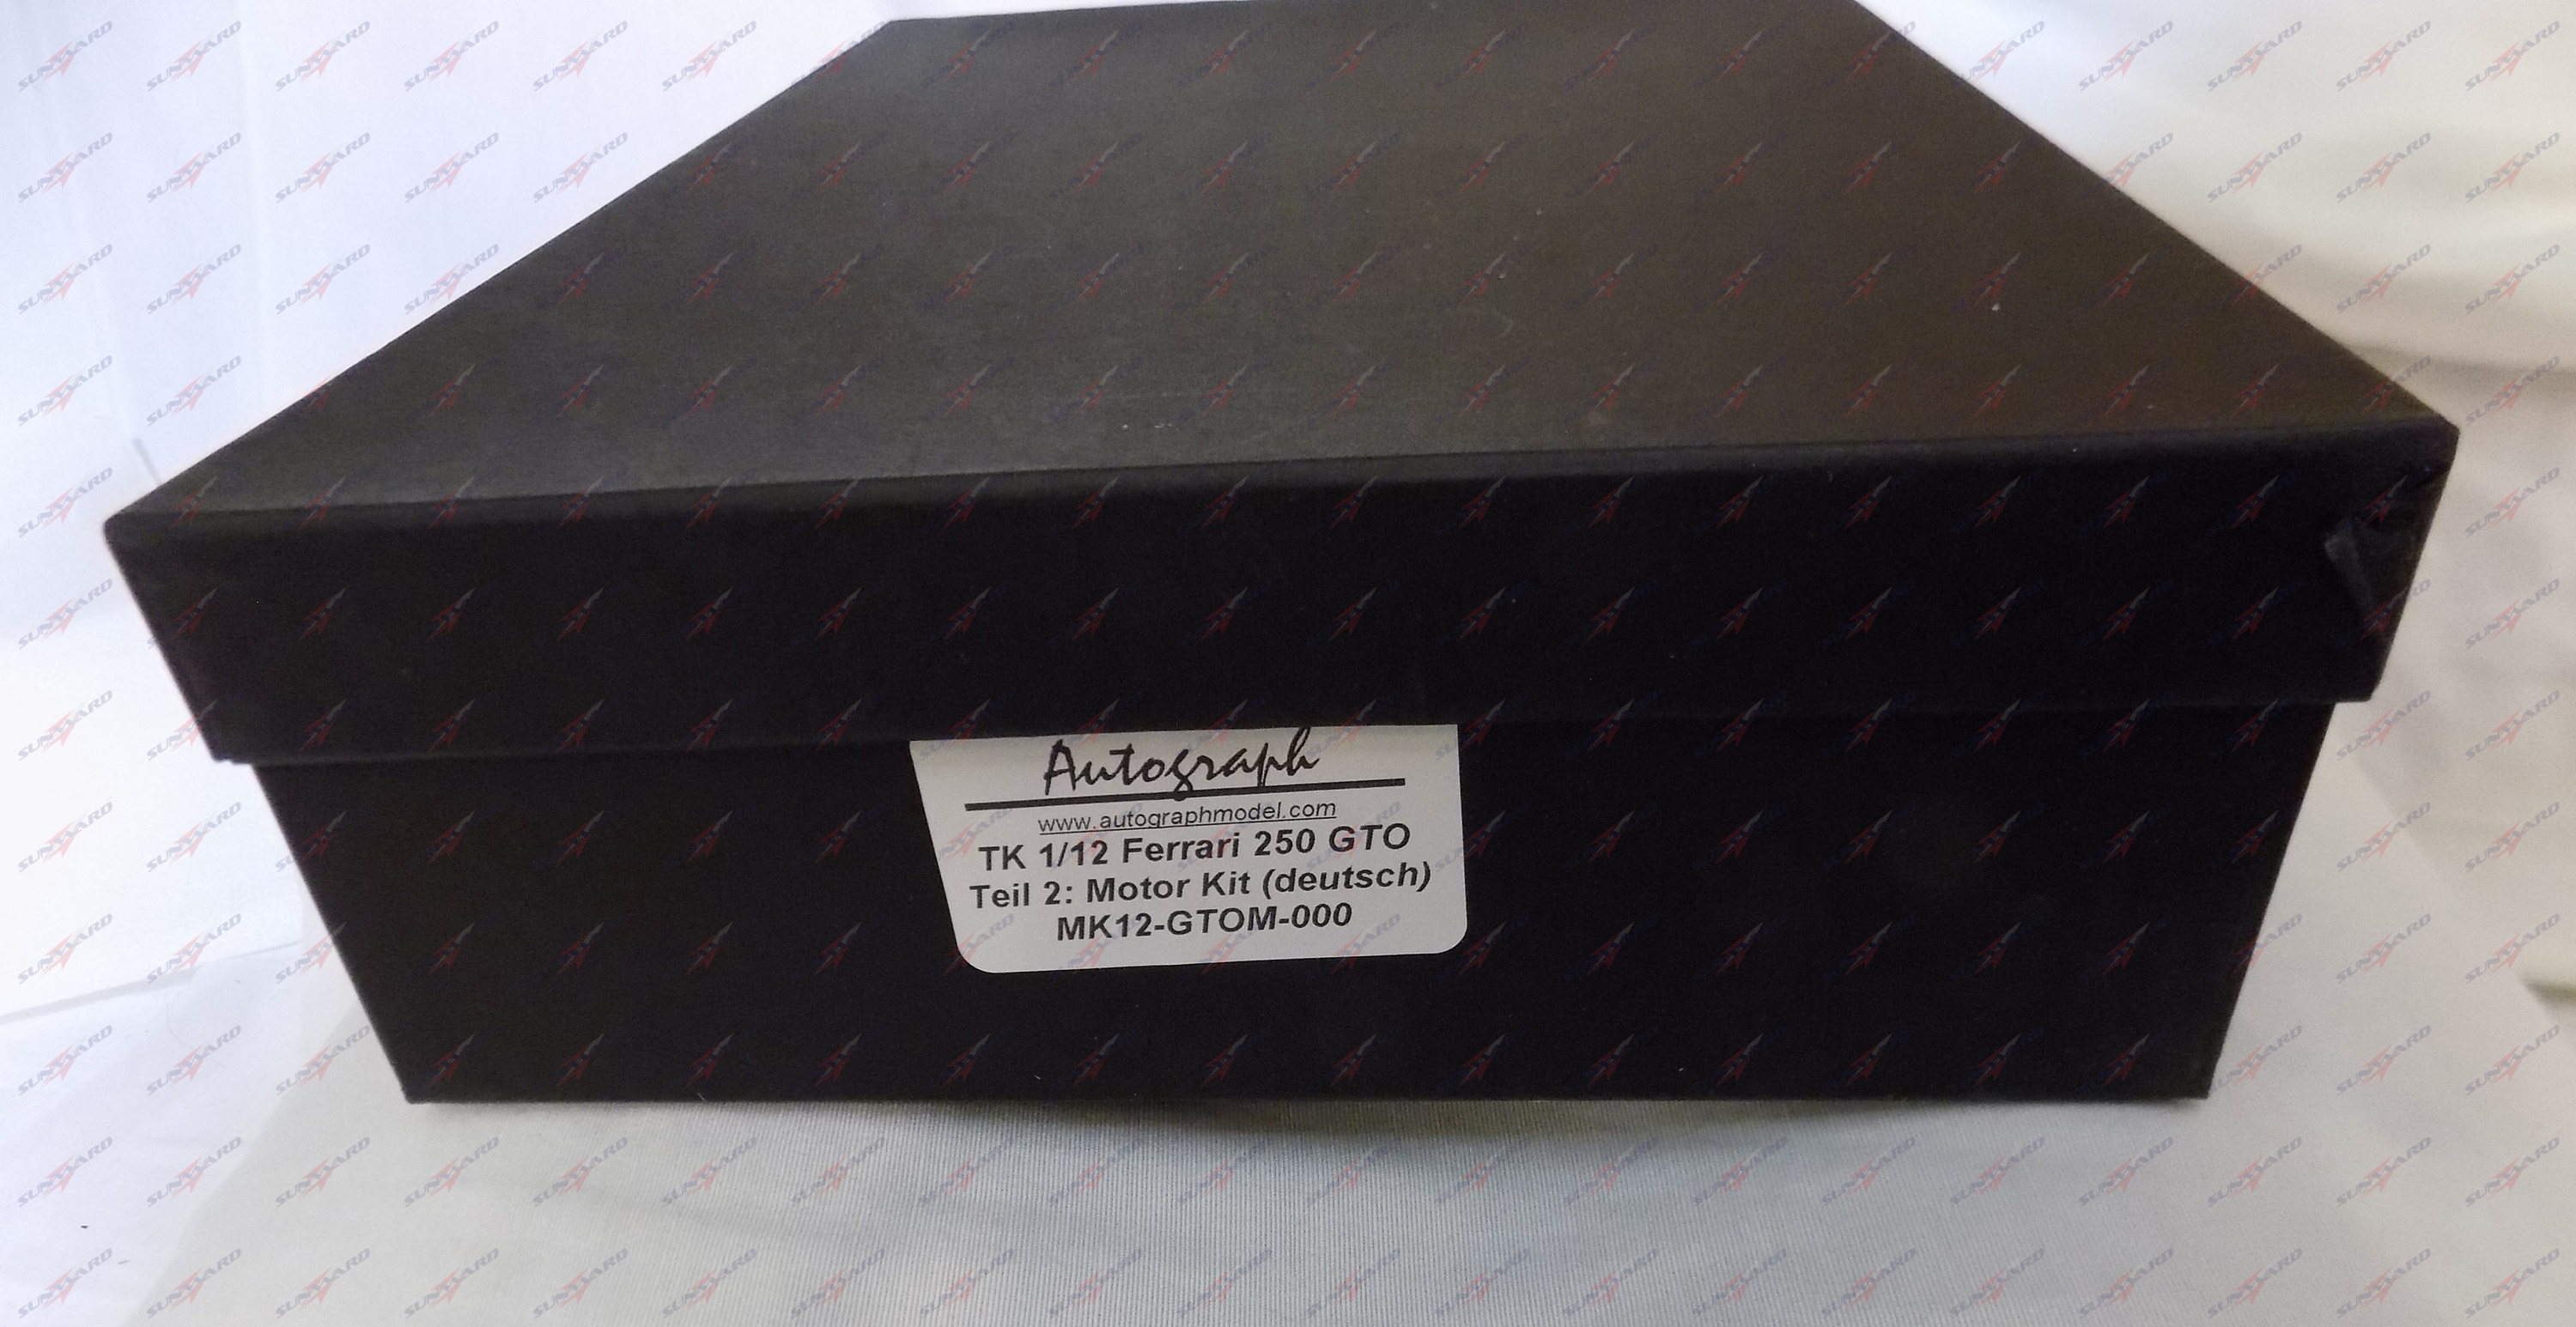 Autograph
www.autographmodel.com
TK 1/12 Ferrari 250 GTO
Teil 2: Motor Kit (deutsch)
MK12-GTOM-000